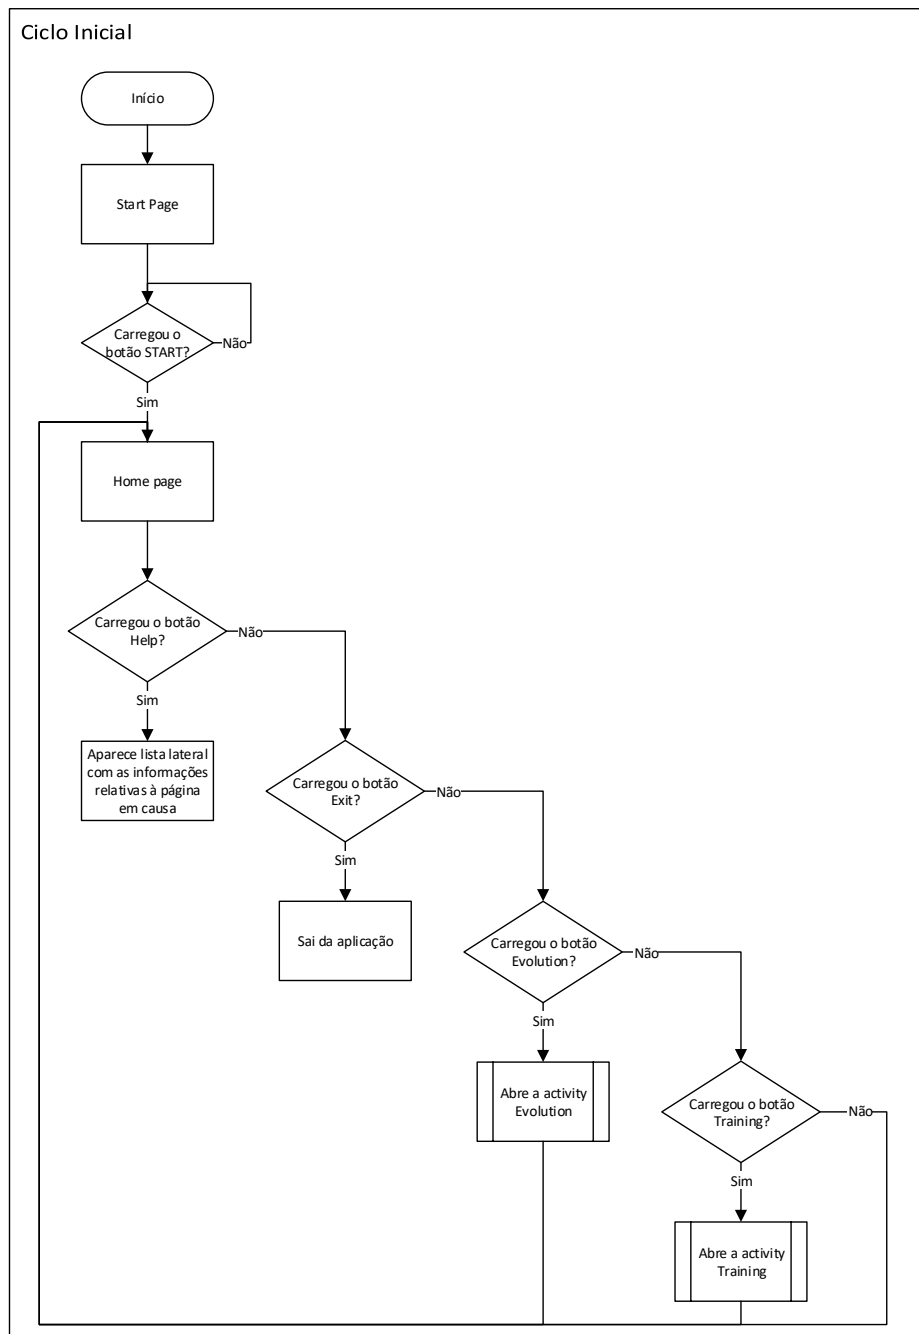 Ciclo Inicial
Início
Start Page
Carregou o
botão START?
Não
Sim
Home page
Carregou o botão
Help?
Não
Sim
Aparece lista lateral
com as informações
relativas à página
em causa
Carregou o botão
Exit?
Não
Sim
Sai da aplicação
Carregou o botão
Evolution?
Não
Sim
Abre a activity
Evolution
Carregou o botão
Training?
Não
Sim
Abre a activity
Training